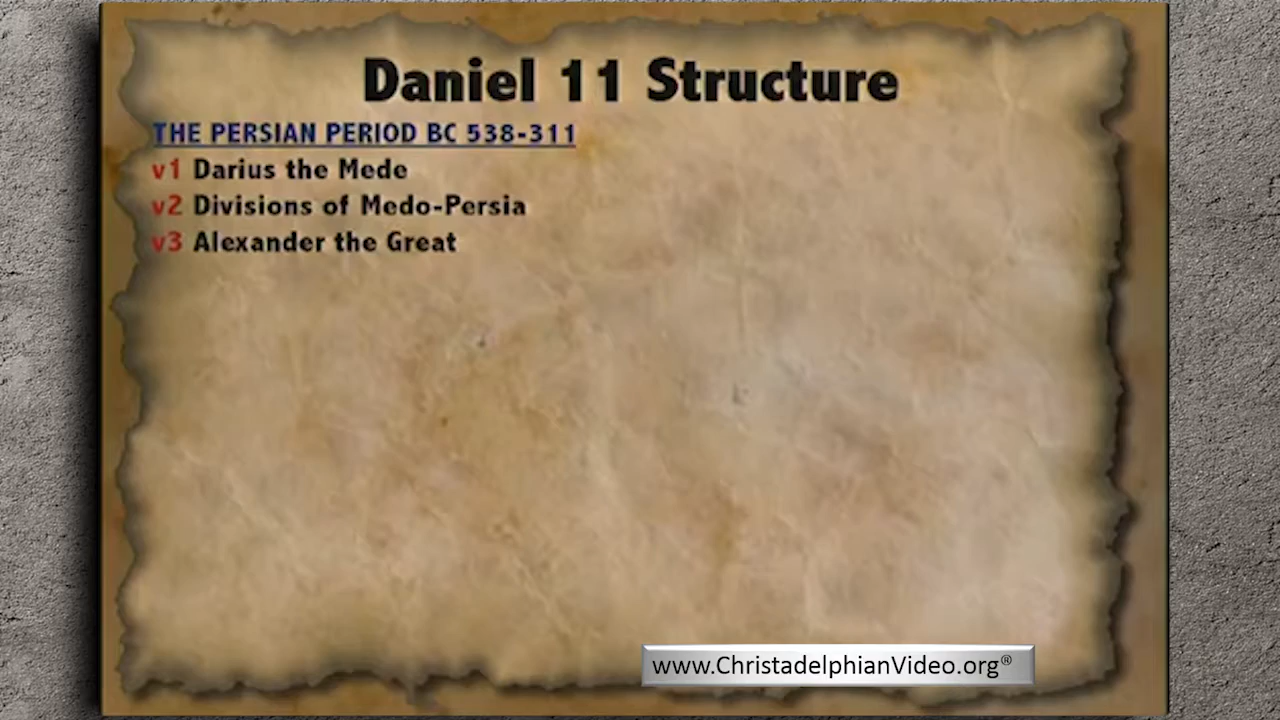 Daniel 11 Structure
THE PERSIAN PERIOD BC 538-311
v1 Darius the Mede
v2 Divisions of Medo-Persia
v3 Alexander the Great
www.ChristadelphianVideo.org®